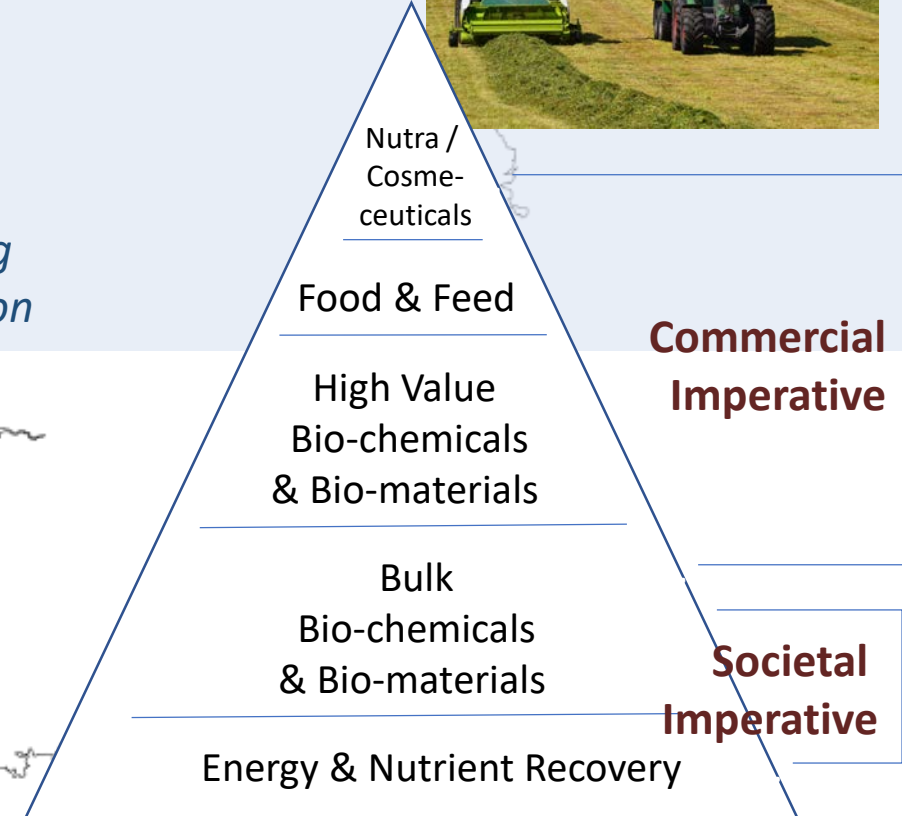 Nutra /
Cosme-
ceuticals
Food & Feed
High Value
Bio-chemicals
& Bio-materials
Bulk
Bio-chemicals
& Bio-materials
Energy & Nutrient Recovery
Commercial
Imperative
Societal
Imperative